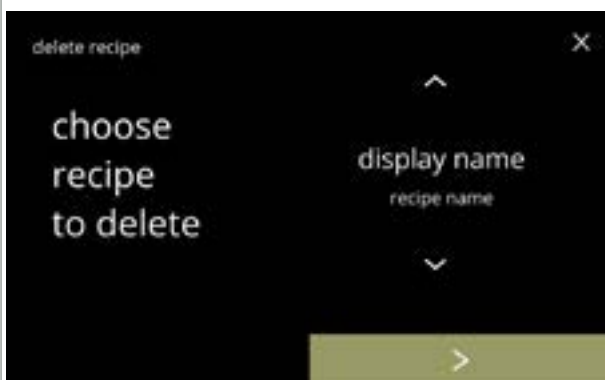 delete recipe
choose
recipe
to delete
display name
recipe name